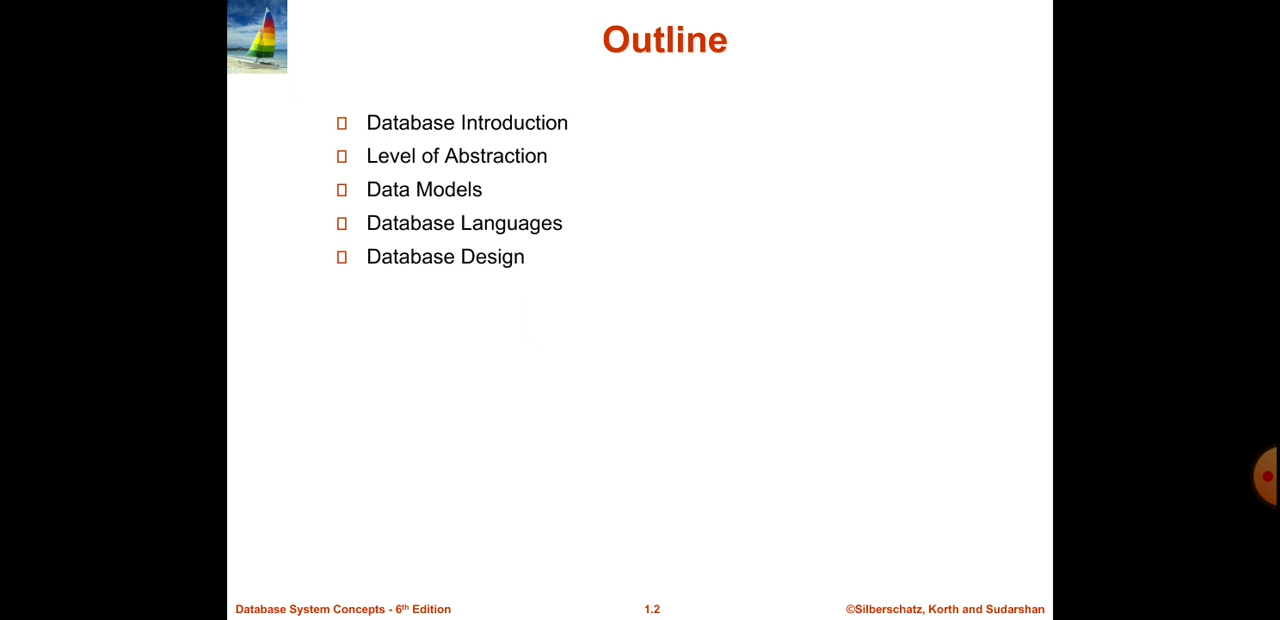 Outline
Database Introduction
Level of Abstraction
Data Models
Database Languages
Database Design
Database System Concepts - 6th Edition
1.2
©Silberschatz, Korth and Sudarshan